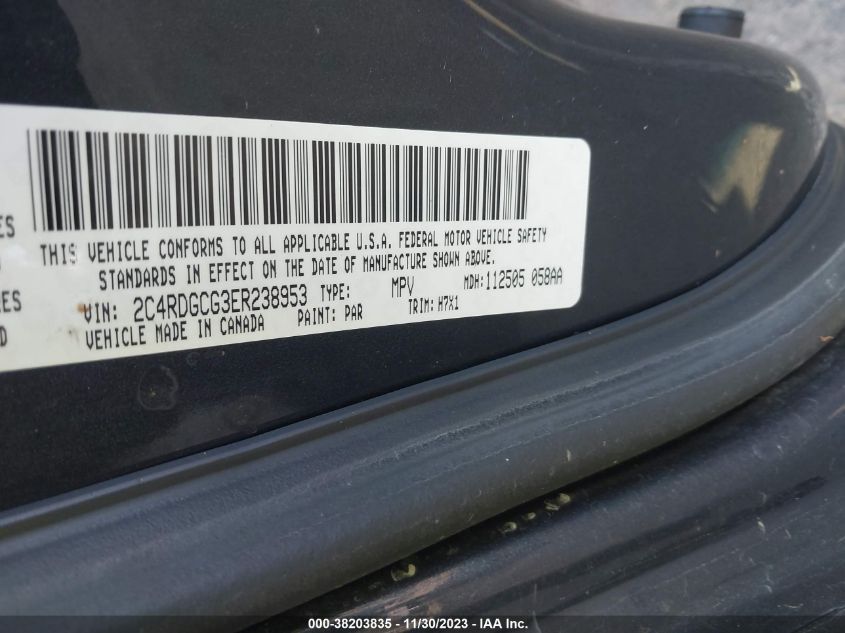 ES
THIS VEHICLE CONFORMS TO ALL APPLICABLE U.S.A. FEDERAL MOTOR VEHICLE SAFETY
STANDARDS IN EFFECT ON THE DATE OF MANUFACTURE SHOWN ABOVE.
ES
VIN: 2C4RDGCG3ER238953 TYPE: MPV MDH: 112505 058AA
D
VEHICLE MADE IN CANADA PAINT: PAR TRIM: H7X1
000-38203835 - 11/30/2023 - IAA Inc.